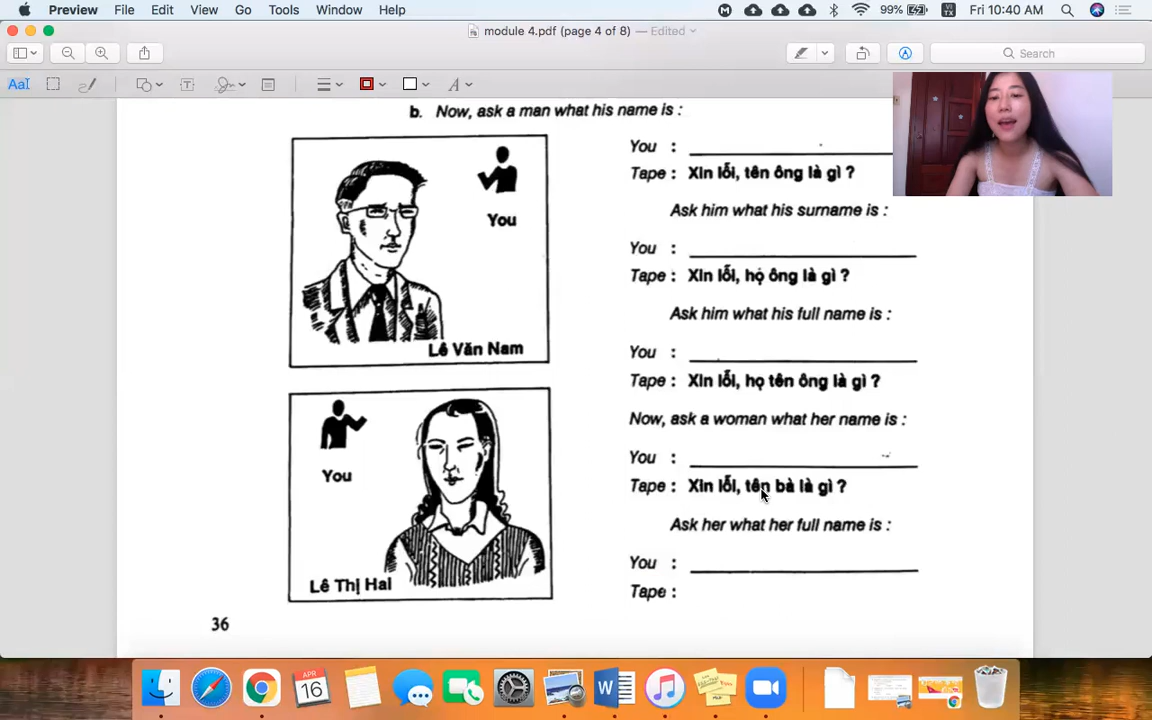 Preview File Edit View Go Tools Window Help 99% VI TX Fri 10:40 AM
module 4.pdf (page 4 of 8) — Edited
Search
AaI
A
b. Now, ask a man what his name is :
You :
Tape : Xin lỗi, tên ông là gì ?
You
Ask him what his surname is :
You :
Tape : Xin lỗi, họ ông là gì ?
Ask him what his full name is :
Lê Văn Nam
You :
Tape : Xin lỗi, họ tên ông là gì ?
Now, ask a woman what her name is :
You :
You
Tape : Xin lỗi, tên bà là gì ?
Ask her what her full name is :
You :
Lê Thị Hai
Tape :
36
APR
16
W